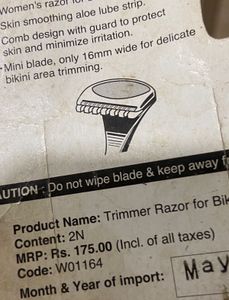 Women's razor for
Skin smoothing aloe lube strip.
Comb design with guard to protect
skin and minimize irritation.
Mini blade, only 16mm wide for delicate
bikini area trimming.
CAUTION : Do not wipe blade & keep away
Product Name: Trimmer Razor for
Content: 2N
MRP: Rs. 175.00 (Incl. of all taxes)
Code: W01164
Month & Year of import: May